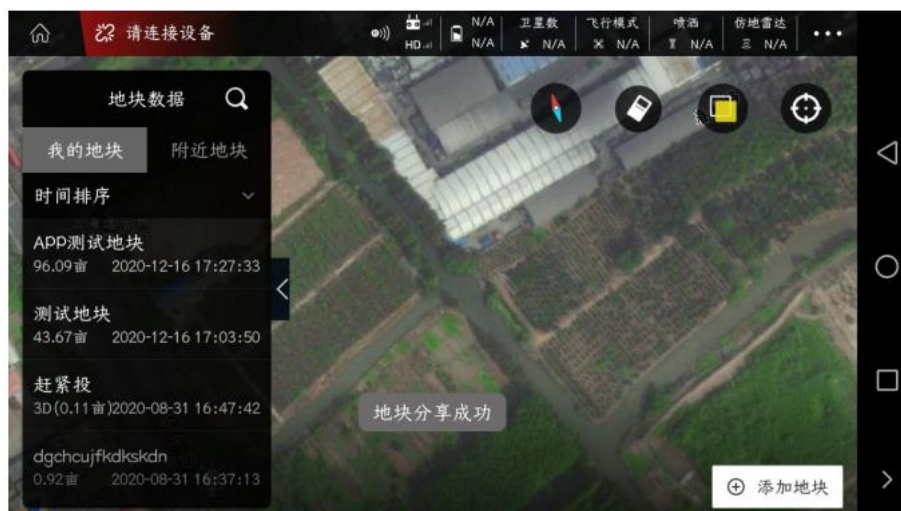 请连接设备
HD
N/A
N/A
卫星数
N/A
飞行模式
N/A
喷洒
N/A
仿地雷达
N/A
地块数据
我的地块 附近地块
时间排序
APP测试地块
96.09亩 2020-12-16 17:27:33
测试地块
43.67亩 2020-12-16 17:03:50
赶紧投
3D(0.11亩)2020-08-31 16:47:42
dgchcujfkdkskdn
0.92亩 2020-08-31 16:37:13
地块分享成功
添加地块